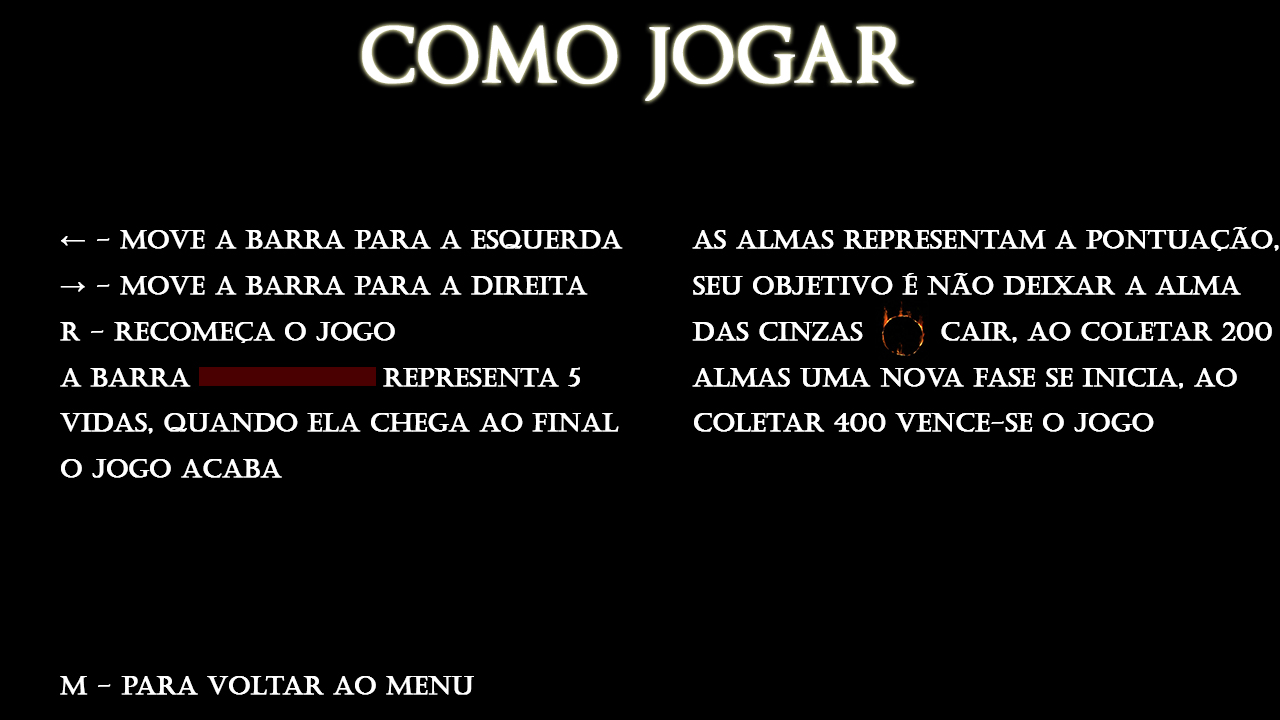 COMO JOGAR
← - MOVE A BARRA PARA A ESQUERDA
→ - MOVE A BARRA PARA A DIREITA
R - RECOMEÇA O JOGO
A BARRA REPRESENTA 5
VIDAS, QUANDO ELA CHEGA AO FINAL
O JOGO ACABA
AS ALMAS REPRESENTAM A PONTUAÇÃO,
SEU OBJETIVO É NÃO DEIXAR A ALMA
DAS CINZAS CAIR, AO COLETAR 200
ALMAS UMA NOVA FASE SE INICIA, AO
COLETAR 400 VENCE-SE O JOGO
M - PARA VOLTAR AO MENU